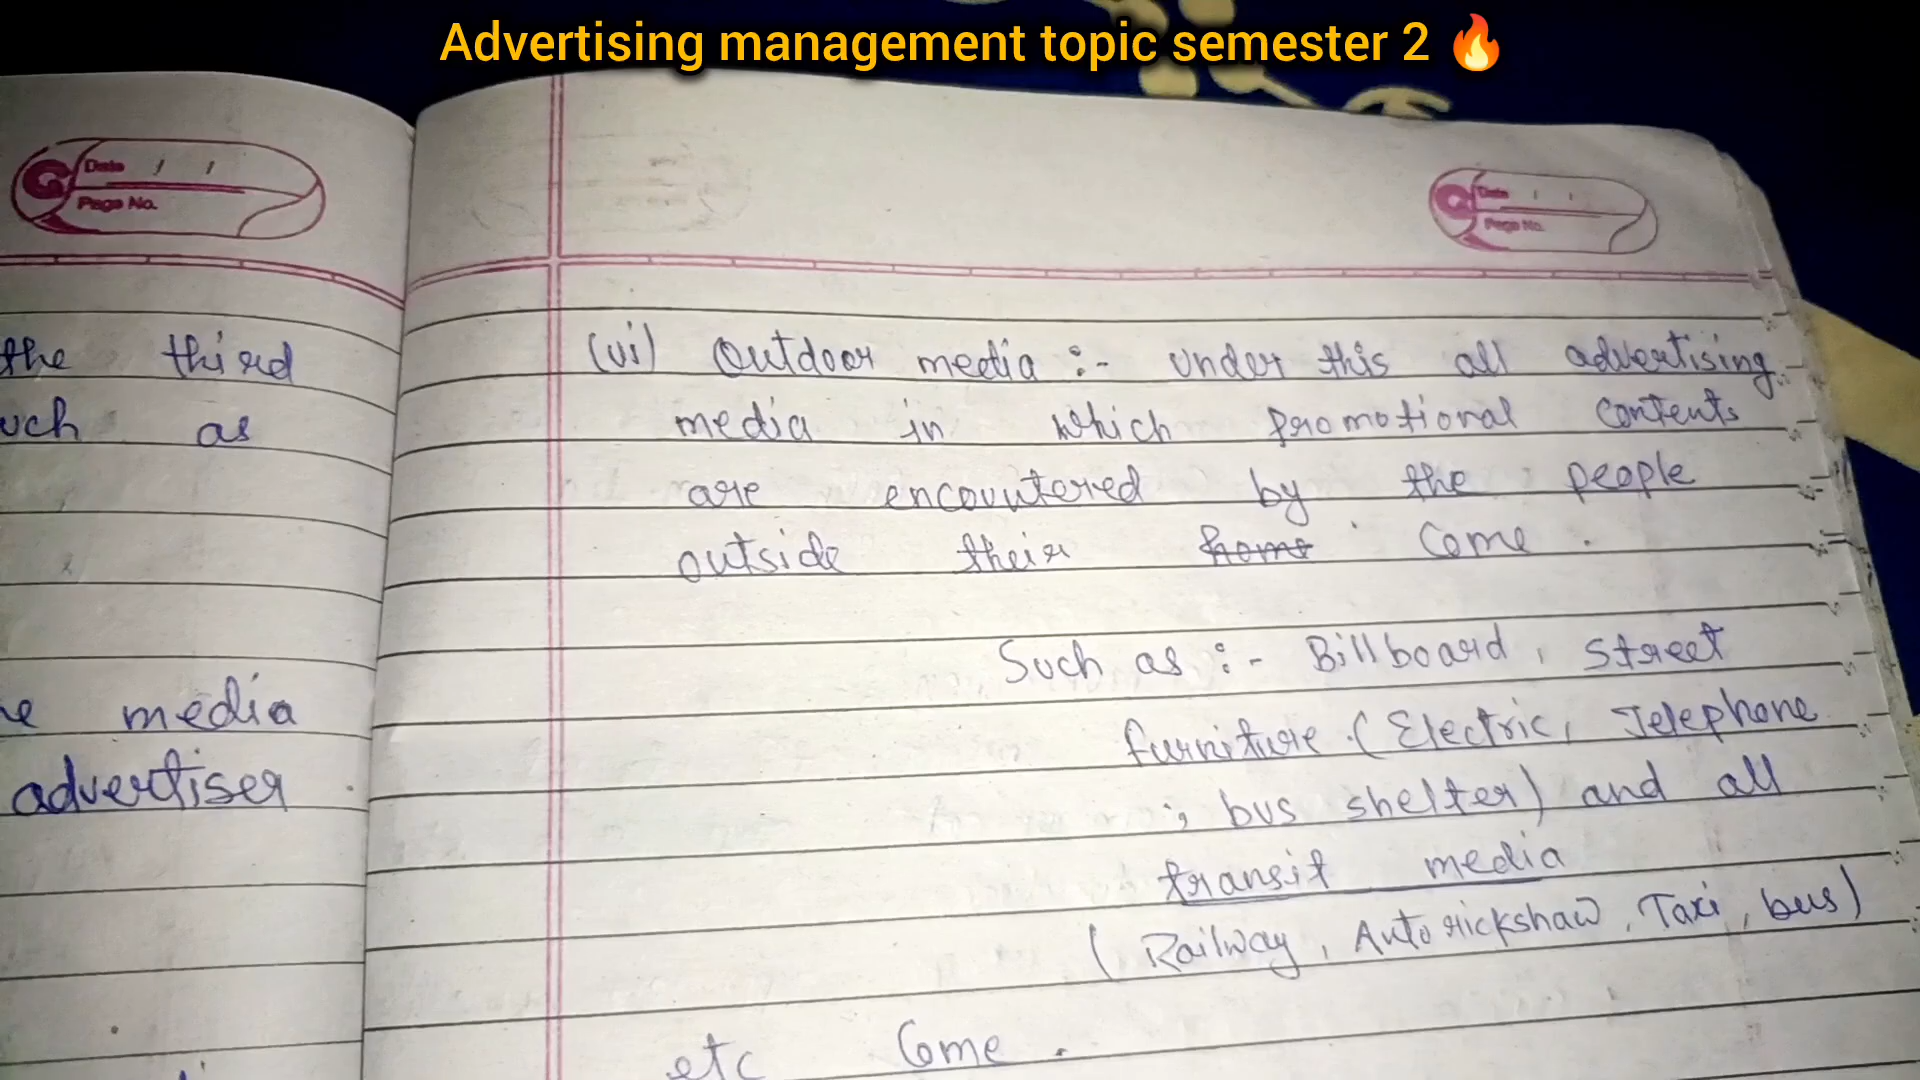 Advertising management topic semester 2 🔥
Date / /
Page No.
the third
uch as
e media
advertiser
Date / /
Page No.
(vi) Outdoor media :- Under this all advertising
media in which promotional contents
are encountered by the people
outside their home Come .
Such as :- Billboard, street
furniture (Electric, Telephone
, bus shelter) and all
transit media
( Railway, Auto rickshaw, Taxi, bus)
etc Come .